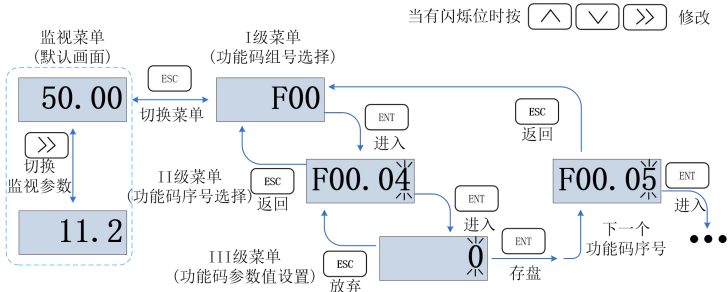 当有闪烁位时按 修改
监视菜单
(默认画面)
50.00
切换
监视参数
11.2
ESC
切换菜单
I级菜单
(功能码组号选择)
F00
ENT
进入
II级菜单
(功能码序号选择)
ESC
返回
F00.04
ENT
进入
III级菜单
(功能码参数值设置)
ESC
放弃
0
ENT
存盘
ESC
返回
F00.05
下一个
功能码序号
ENT
进入
•••